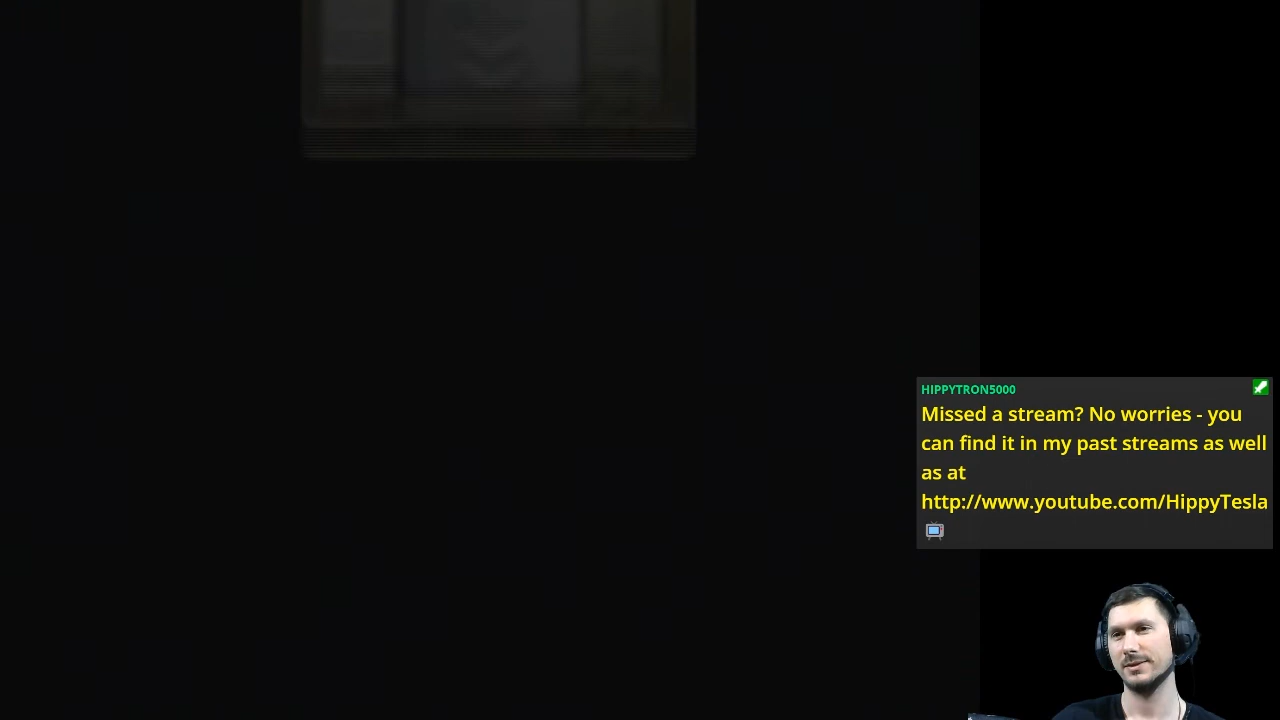 HIPPYTRON5000
Missed a stream? No worries - you
can find it in my past streams as well
as at
http://www.youtube.com/HippyTesla